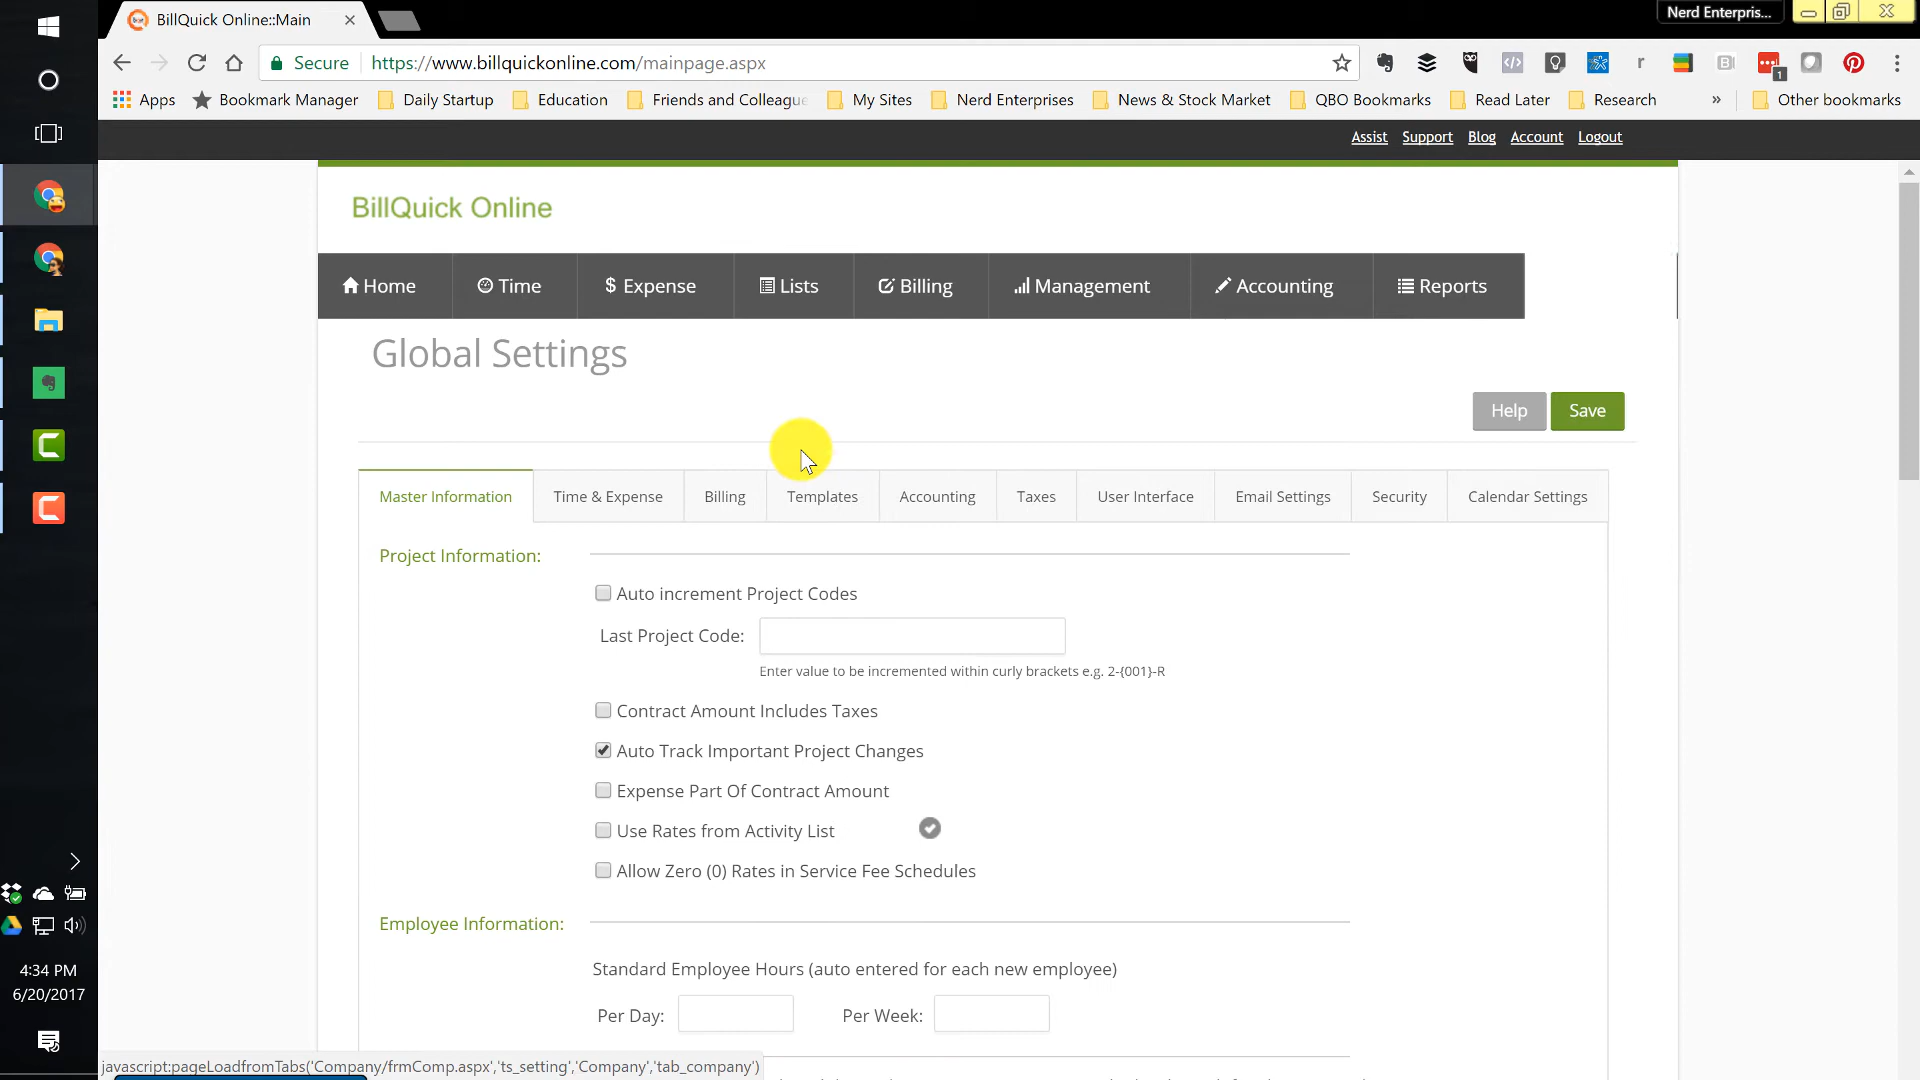 BillQuick Online::Main
Nerd Enterpris...
Secure
https://www.billquickonline.com/mainpage.aspx
1
Apps
Bookmark Manager
Daily Startup
Education
Friends and Colleague
My Sites
Nerd Enterprises
News & Stock Market
QBO Bookmarks
Read Later
Research
»
Other bookmarks
Assist Support Blog Account Logout
BillQuick Online
Home Time $ Expense Lists Billing Management Accounting Reports
Global Settings
Help Save
Master Information Time & Expense Billing Templates Accounting Taxes User Interface Email Settings Security Calendar Settings
Project Information:
Auto increment Project Codes
Last Project Code:
Enter value to be incremented within curly brackets e.g. 2-{001}-R
Contract Amount Includes Taxes
Auto Track Important Project Changes
Expense Part Of Contract Amount
Use Rates from Activity List
Allow Zero (0) Rates in Service Fee Schedules
Employee Information:
Standard Employee Hours (auto entered for each new employee)
Per Day: Per Week:
4:34 PM
6/20/2017
javascript:pageLoadfromTabs('Company/frmComp.aspx','ts_setting','Company','tab_company')